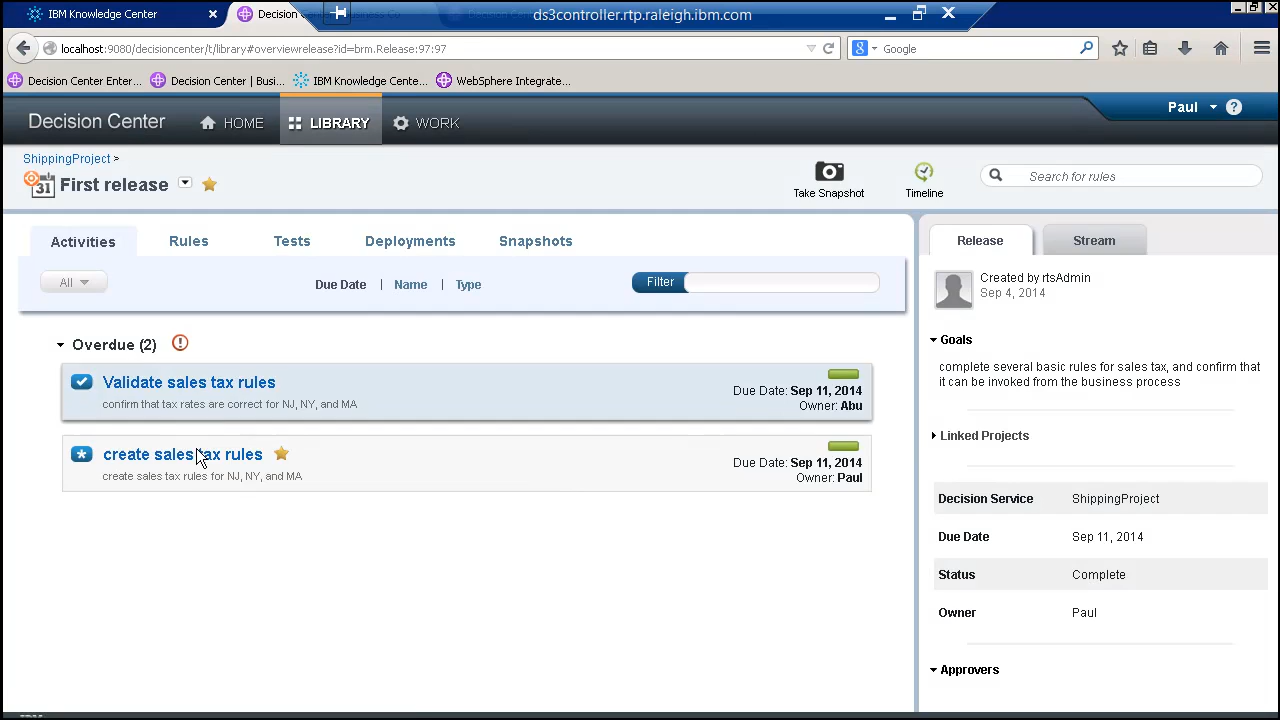 IBM Knowledge Center
Decision
ds3controller.rtp.raleigh.ibm.com
localhost:9080/decisioncenter/t/library#overviewrelease?id=brm.Release:97:97
8
Google
Decision Center Enter...
Decision Center | Busi...
IBM Knowledge Cente...
WebSphere Integrate...
Decision Center
HOME
LIBRARY
WORK
Paul
?
ShippingProject >
31
First release
Take Snapshot
Timeline
Search for rules
Activities
Rules
Tests
Deployments
Snapshots
All
Due Date | Name | Type
Filter
Overdue (2)
Validate sales tax rules
confirm that tax rates are correct for NJ, NY, and MA
Due Date: Sep 11, 2014
Owner: Abu
create sales tax rules
create sales tax rules for NJ, NY, and MA
Due Date: Sep 11, 2014
Owner: Paul
Release
Stream
Created by rtsAdmin
Sep 4, 2014
Goals
complete several basic rules for sales tax, and confirm that
it can be invoked from the business process
Linked Projects
Decision Service ShippingProject
Due Date Sep 11, 2014
Status Complete
Owner Paul
Approvers